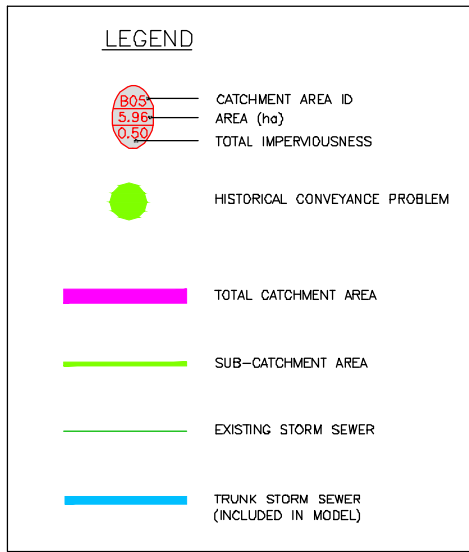 LEGEND
B05
CATCHMENT AREA ID
5.96
AREA (ha)
0.50
TOTAL IMPERVIOUSNESS
HISTORICAL CONVEYANCE PROBLEM
TOTAL CATCHMENT AREA
SUB-CATCHMENT AREA
EXISTING STORM SEWER
TRUNK STORM SEWER
(INCLUDED IN MODEL)